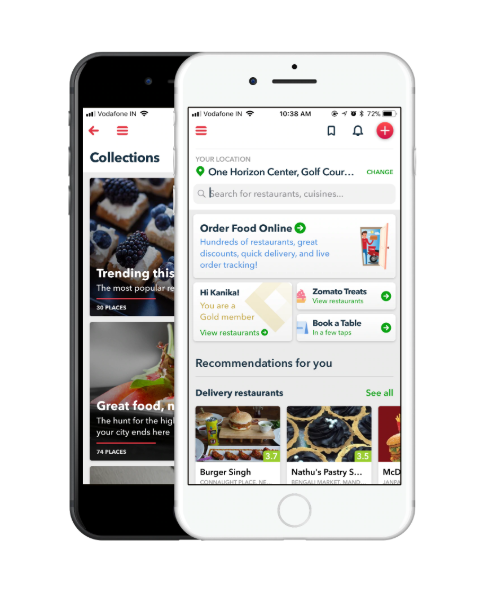 Vodafone IN
Collections
Trending this
The most popular re
30 PLACES
Great food, n
The hunt for the high
your city ends here
74 PLACES
Vodafone IN 10:38 AM 72%
YOUR LOCATION
One Horizon Center, Golf Cour... CHANGE
Search for restaurants, cuisines...
Order Food Online
Hundreds of restaurants, great
discounts, quick delivery, and live
order tracking!
Hi Kanika!
You are a
Gold member
View restaurants
Zomato Treats
View restaurants
Book a Table
In a few taps
Recommendations for you
Delivery restaurants See all
3.7
Burger Singh
CONNAUGHT PLACE, NE...
3.5
Nathu's Pastry S...
BENGALI MARKET, MAND...
McD
JANPA